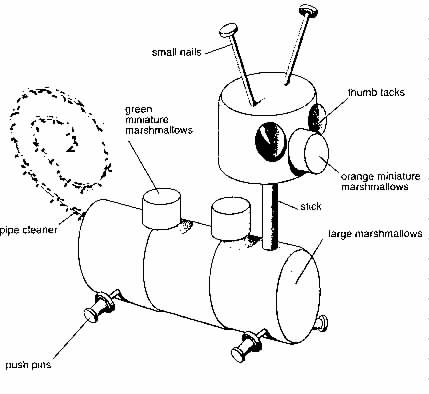 small nails
thumb tacks
green
miniature
marshmallows
orange miniature
marshmallows
stick
pipe cleaner
large marshmallows
push pins